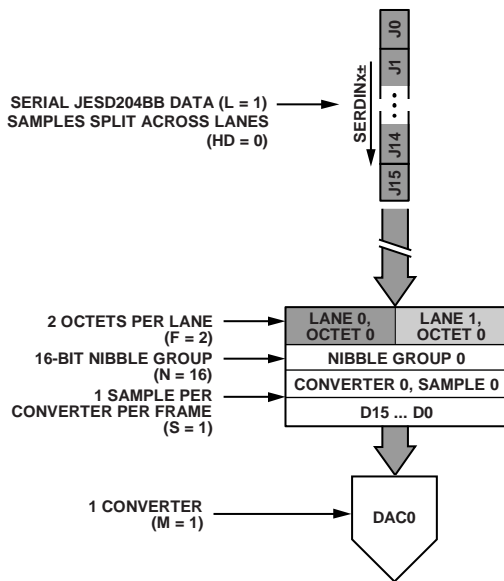 J0
J1
J14
J15
SERDINx±
SERIAL JESD204BB DATA (L = 1)
SAMPLES SPLIT ACROSS LANES
(HD = 0)
2 OCTETS PER LANE
(F = 2)
LANE 0,
OCTET 0
LANE 1,
OCTET 0
16-BIT NIBBLE GROUP
(N = 16)
NIBBLE GROUP 0
1 SAMPLE PER
CONVERTER PER FRAME
(S = 1)
CONVERTER 0, SAMPLE 0
D15 ... D0
1 CONVERTER
(M = 1)
DAC0